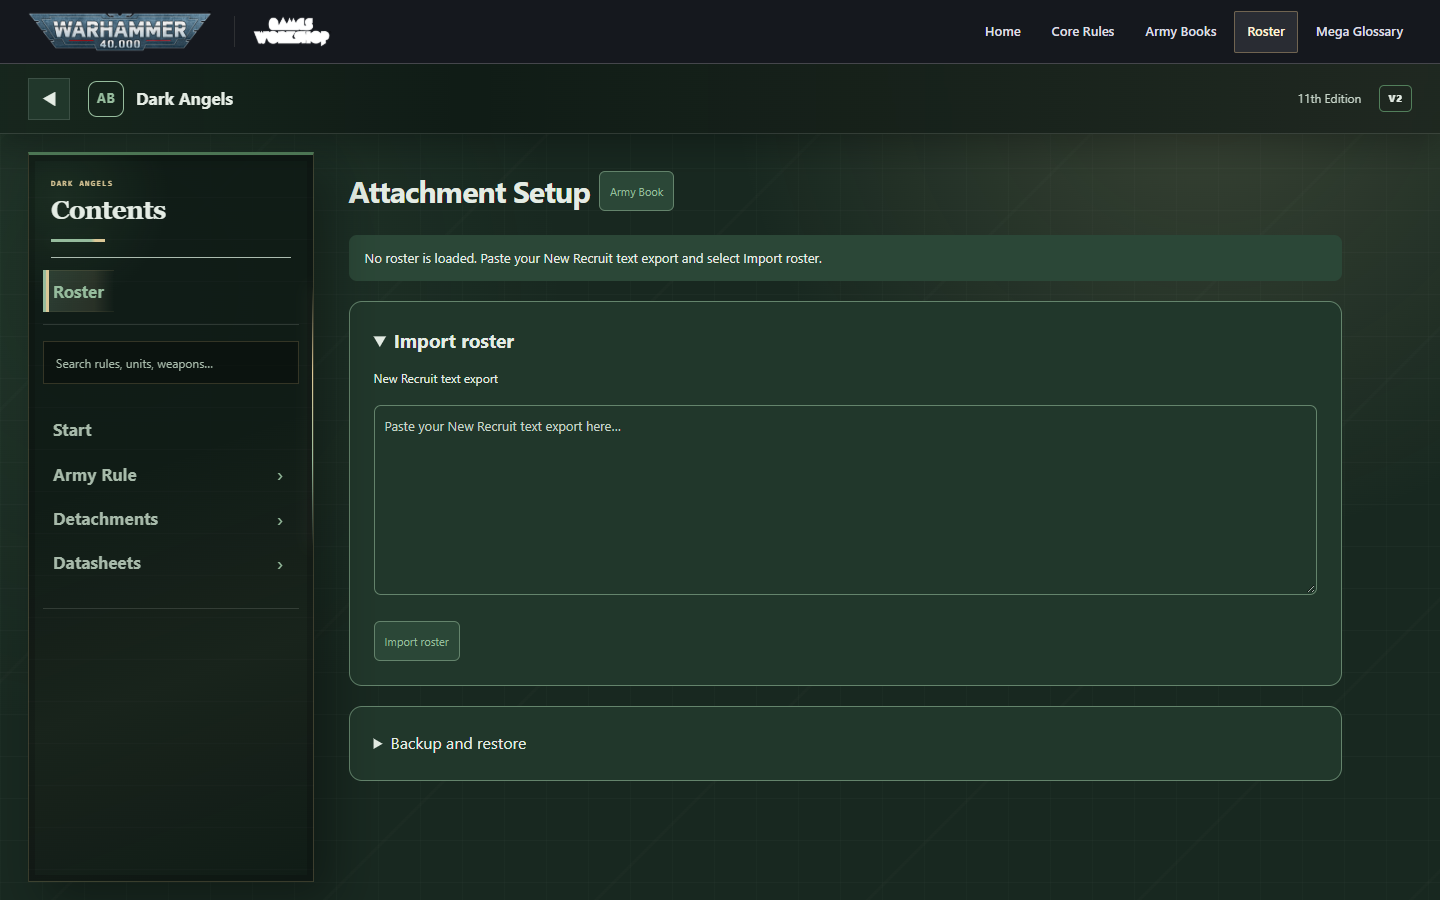 WARHAMMER
40,000
GAMES
WORKSHOP
Home
Core Rules
Army Books
Roster
Mega Glossary
◀
AB
Dark Angels
11th Edition
V2
DARK ANGELS
Contents
Roster
Search rules, units, weapons...
Start
Army Rule ›
Detachments ›
Datasheets ›
Attachment Setup
Army Book
No roster is loaded. Paste your New Recruit text export and select Import roster.
▼ Import roster
New Recruit text export
Paste your New Recruit text export here...
Import roster
▶ Backup and restore